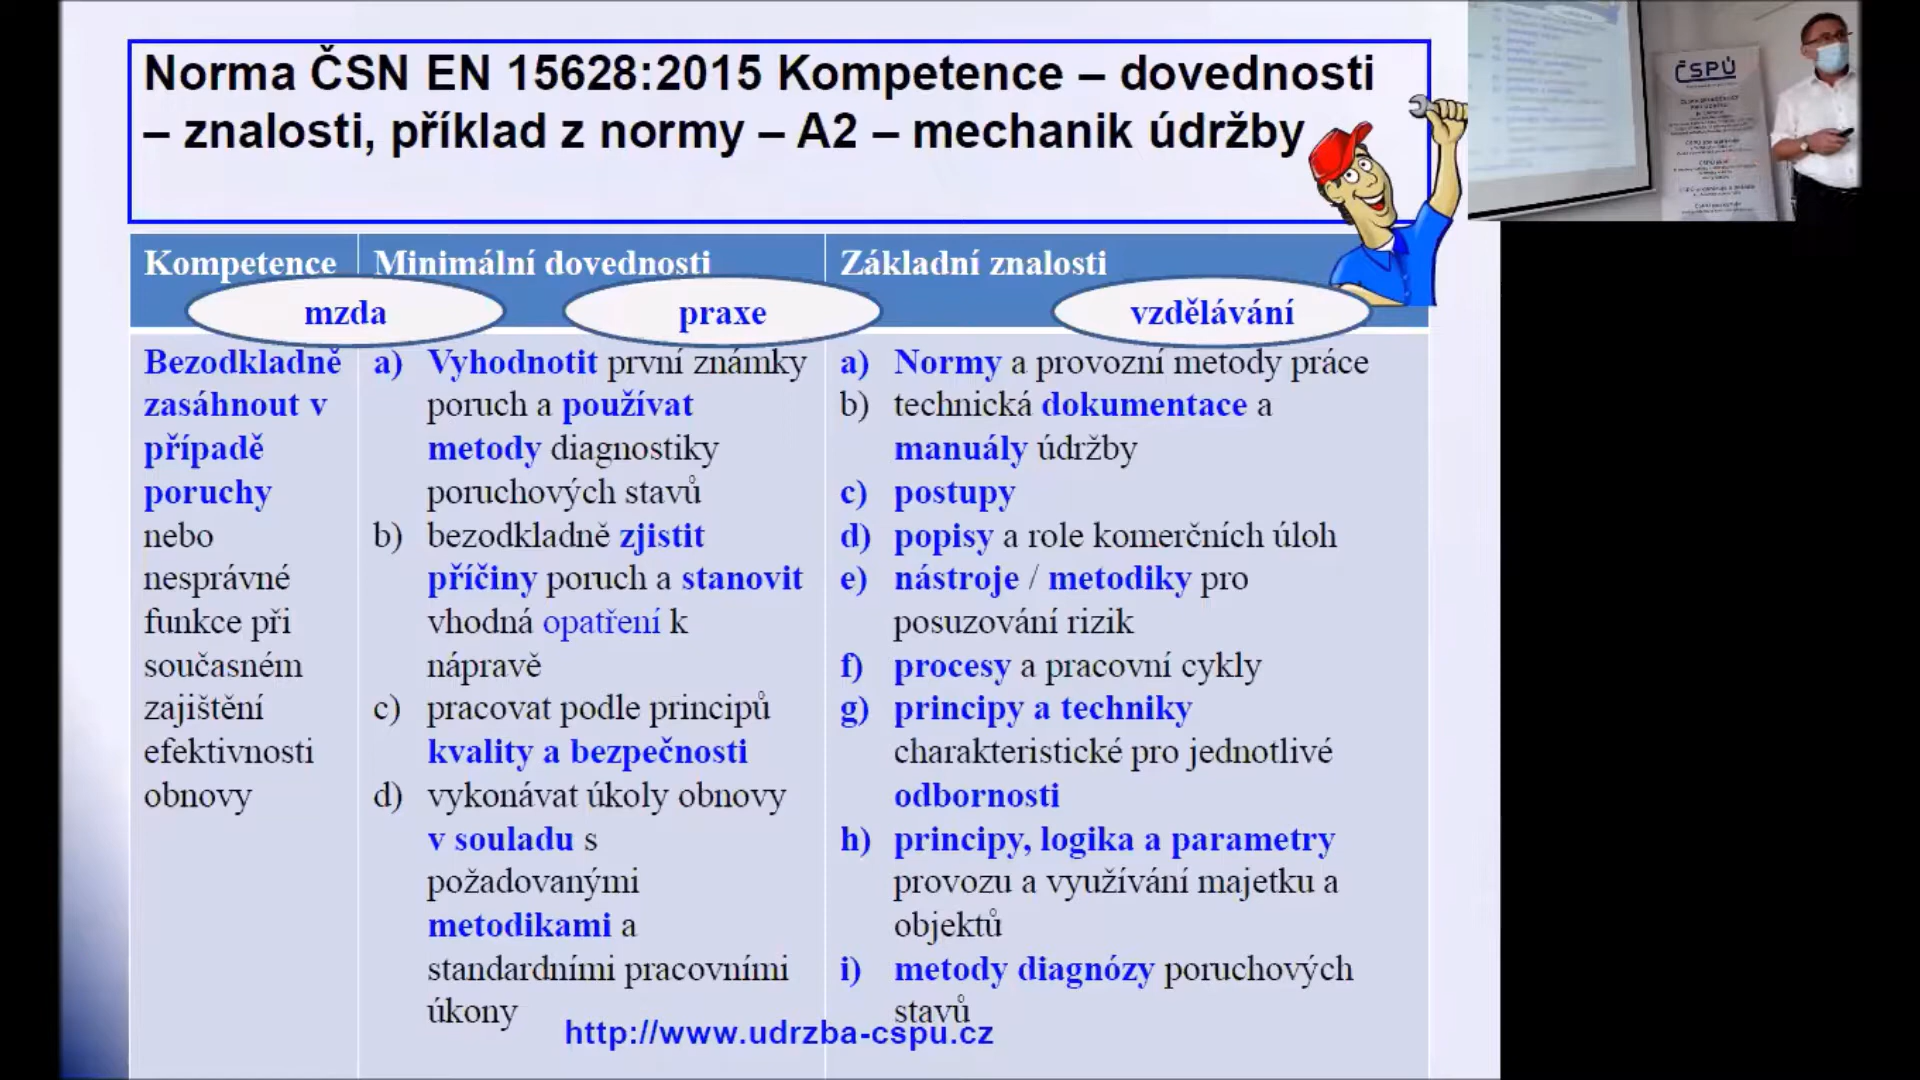 Norma ČSN EN 15628:2015 Kompetence – dovednosti
– znalosti, příklad z normy – A2 – mechanik údržby
ČSPÚ
Kompetence
Minimální dovednosti
Základní znalosti
mzda
praxe
vzdělávání
Bezodkladně
zasáhnout v
případě
poruchy
nebo
nesprávné
funkce při
současném
zajištění
efektivnosti
obnovy
a) Vyhodnotit první známky
poruch a používat
metody diagnostiky
poruchových stavů
b) bezodkladně zjistit
příčiny poruch a stanovit
vhodná opatření k
nápravě
c) pracovat podle principů
kvality a bezpečnosti
d) vykonávat úkoly obnovy
v souladu s
požadovanými
metodikami a
standardními pracovními
úkony
a) Normy a provozní metody práce
b) technická dokumentace a
manuály údržby
c) postupy
d) popisy a role komerčních úloh
e) nástroje / metodiky pro
posuzování rizik
f) procesy a pracovní cykly
g) principy a techniky
charakteristické pro jednotlivé
odbornosti
h) principy, logika a parametry
provozu a využívání majetku a
objektů
i) metody diagnózy poruchových
stavů
http://www.udrzba-cspu.cz